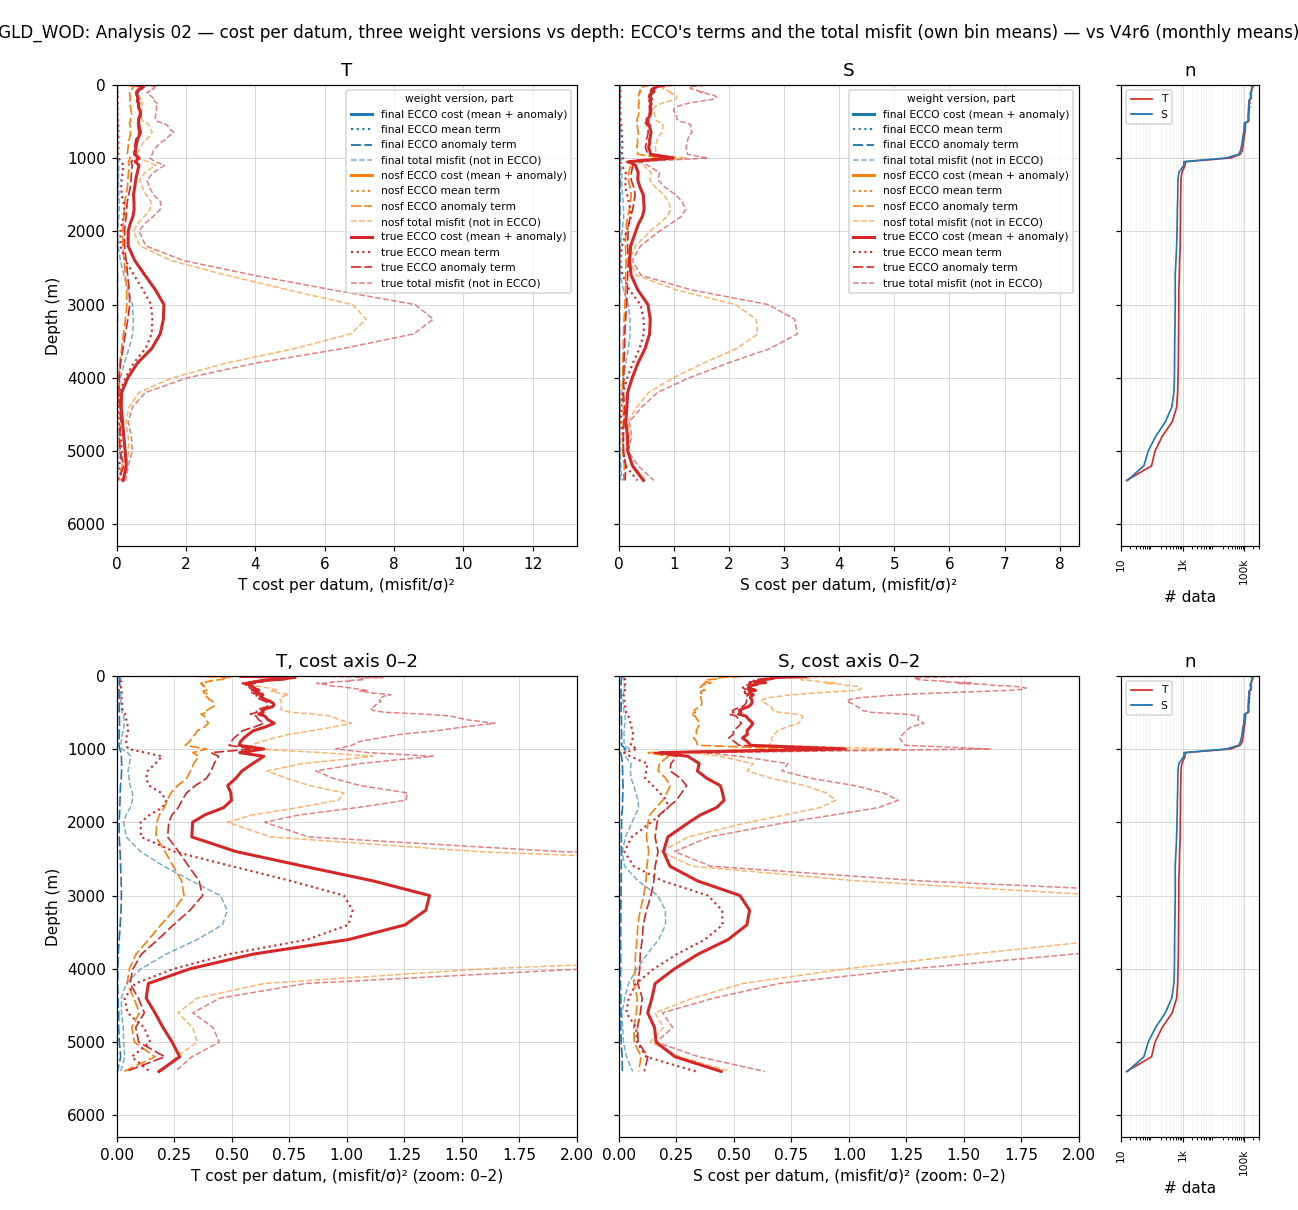 GLD_WOD: Analysis 02 — cost per datum, three weight versions vs depth: ECCO's terms and the total misfit (own bin means) — vs V4r6 (monthly means)
T
S
n
weight version, part
final ECCO cost (mean + anomaly)
final ECCO mean term
final ECCO anomaly term
final total misfit (not in ECCO)
nosf ECCO cost (mean + anomaly)
nosf ECCO mean term
nosf ECCO anomaly term
nosf total misfit (not in ECCO)
true ECCO cost (mean + anomaly)
true ECCO mean term
true ECCO anomaly term
true total misfit (not in ECCO)
weight version, part
final ECCO cost (mean + anomaly)
final ECCO mean term
final ECCO anomaly term
final total misfit (not in ECCO)
nosf ECCO cost (mean + anomaly)
nosf ECCO mean term
nosf ECCO anomaly term
nosf total misfit (not in ECCO)
true ECCO cost (mean + anomaly)
true ECCO mean term
true ECCO anomaly term
true total misfit (not in ECCO)
T
S
0
1000
2000
3000
4000
5000
6000
Depth (m)
0 2 4 6 8 10 12
T cost per datum, (misfit/σ)²
0 1 2 3 4 5 6 7 8
S cost per datum, (misfit/σ)²
10 1k 100k
# data
T, cost axis 0–2
S, cost axis 0–2
n
T
S
0
1000
2000
3000
4000
5000
6000
Depth (m)
0.00 0.25 0.50 0.75 1.00 1.25 1.50 1.75 2.00
T cost per datum, (misfit/σ)² (zoom: 0–2)
0.00 0.25 0.50 0.75 1.00 1.25 1.50 1.75 2.00
S cost per datum, (misfit/σ)² (zoom: 0–2)
10 1k 100k
# data